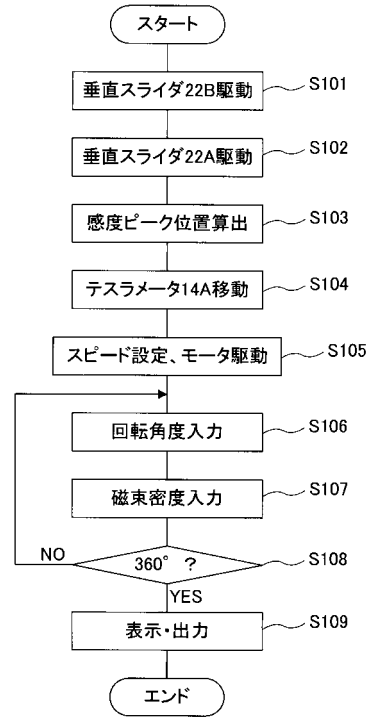 スタート
垂直スライダ22B駆動 S101
垂直スライダ22A駆動 S102
感度ピーク位置算出 S103
テスラメータ14A移動 S104
スピード設定、モータ駆動 S105
回転角度入力 S106
磁束密度入力 S107
NO 360° ? S108
YES
表示・出力 S109
エンド